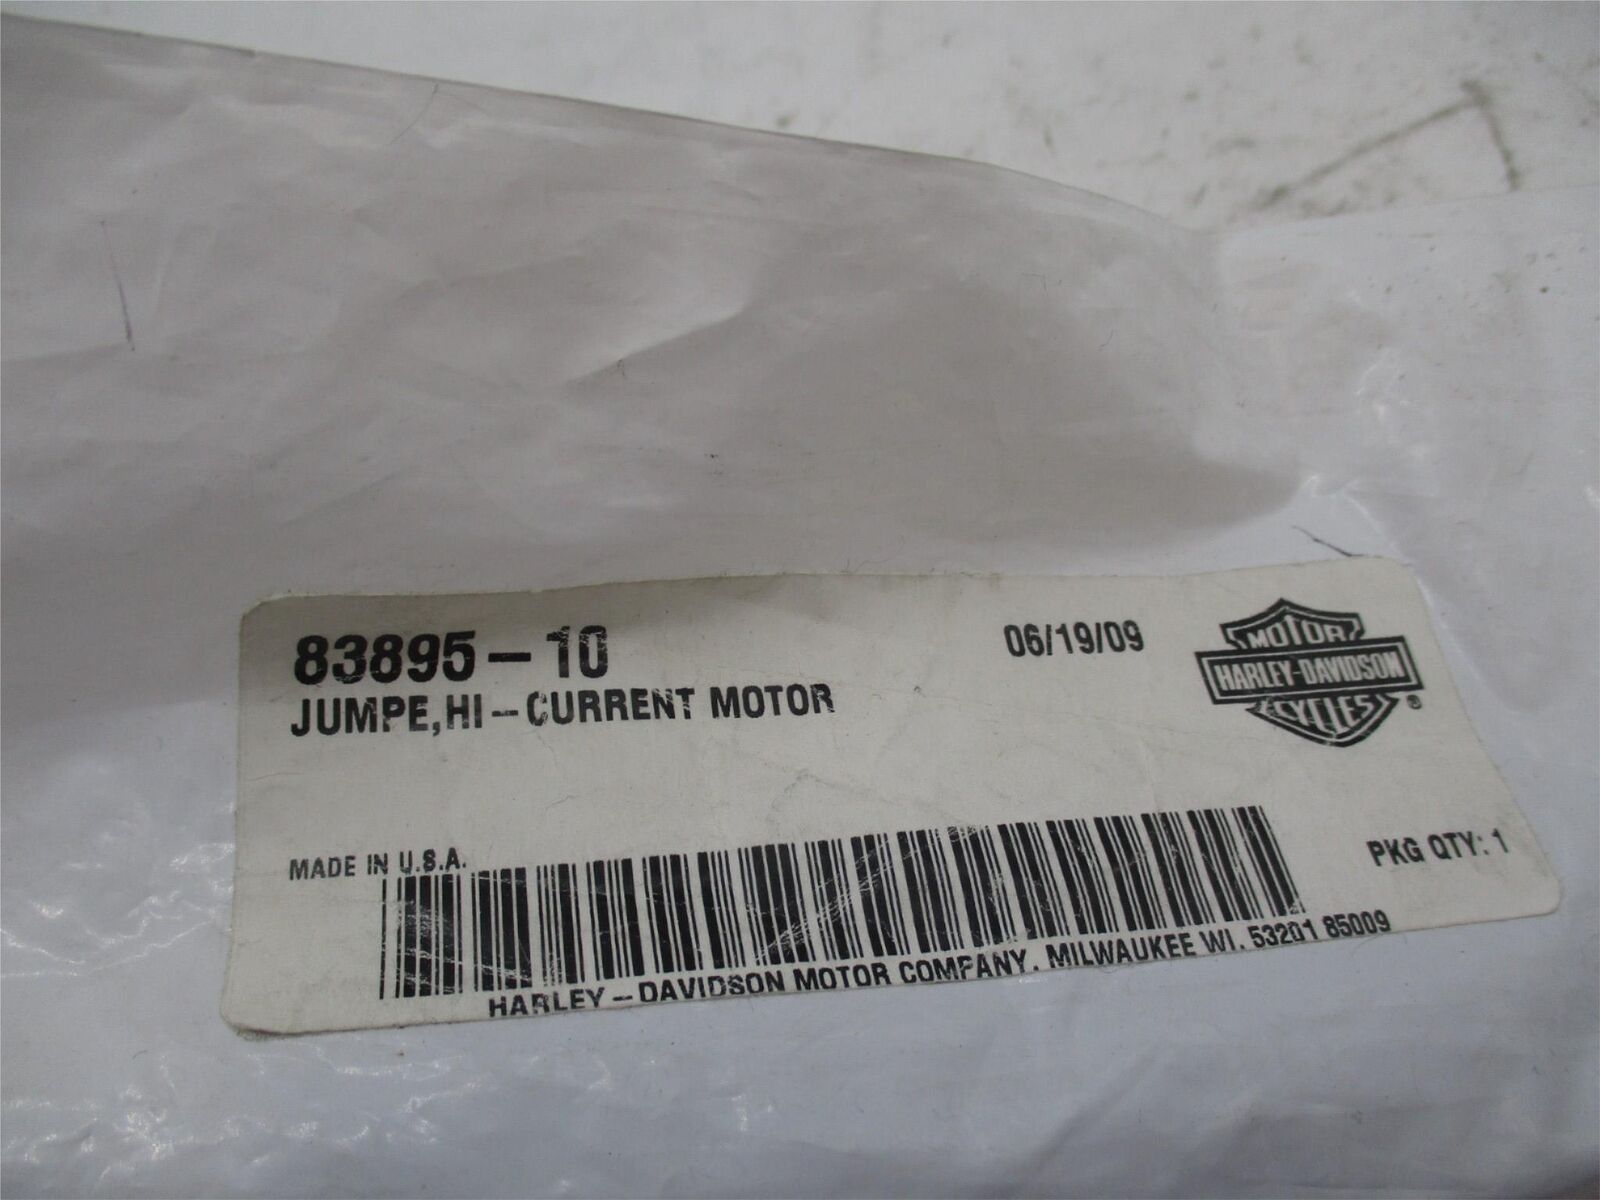 83895-10
06/19/09
JUMPE,HI-CURRENT MOTOR
MOTOR
HARLEY-DAVIDSON
CYCLES
®
MADE IN U.S.A.
PKG QTY: 1
HARLEY-DAVIDSON MOTOR COMPANY. MILWAUKEE WI. 53201 85009